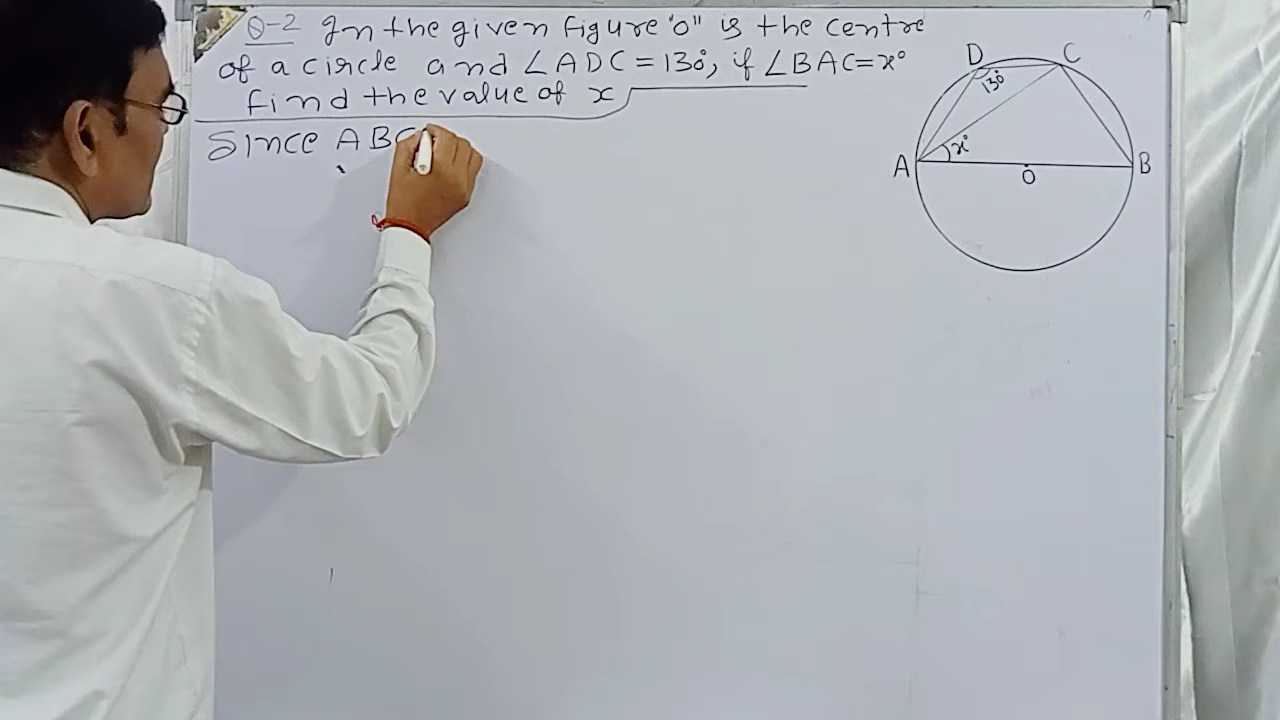 Q-2 In the given figure "O" is the centre
of a circle and ∠ADC = 130°, if ∠BAC = x°
find the value of x
Since ABC
D C
130°
x°
A B
O